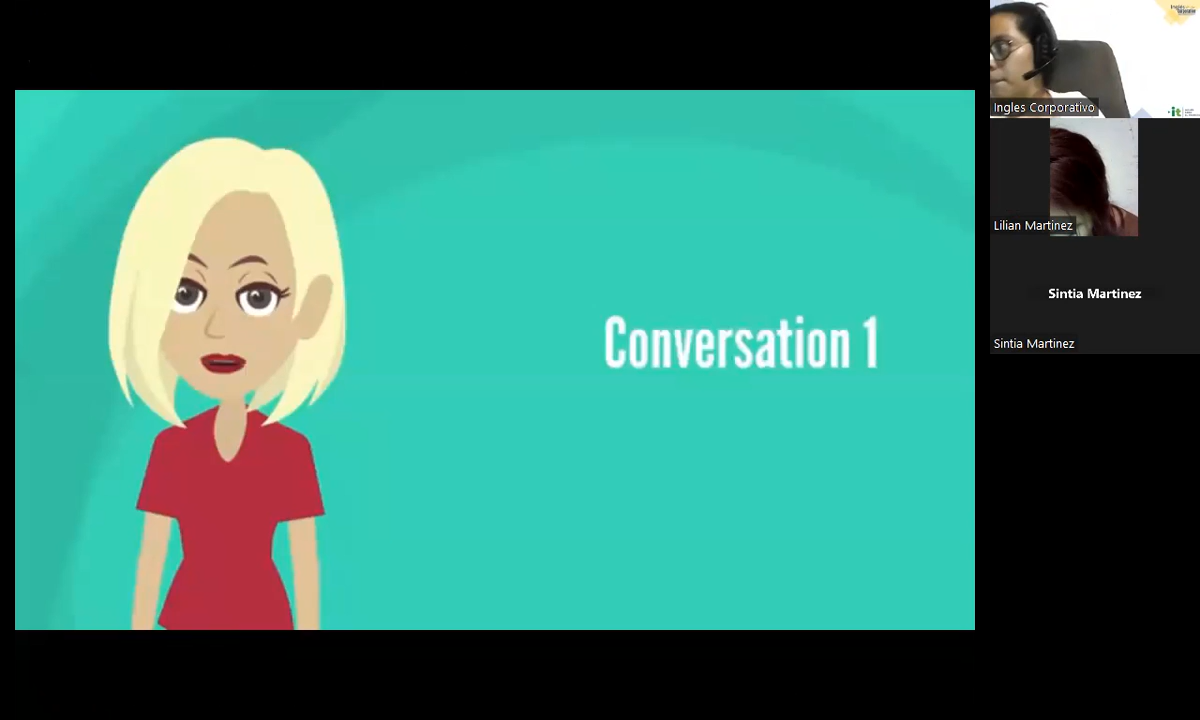 Conversation 1
Ingles Corporativo
Lilian Martinez
Sintia Martinez
Sintia Martinez